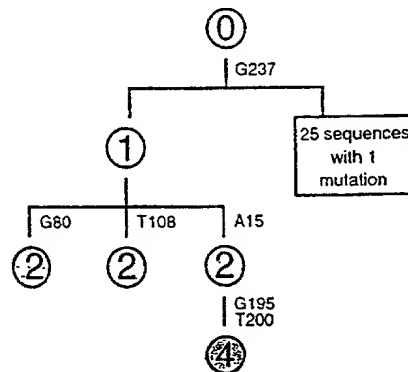 0
G237
1
25 sequences
with 1
mutation
G80
T108
A15
2
2
2
G195
T200
4